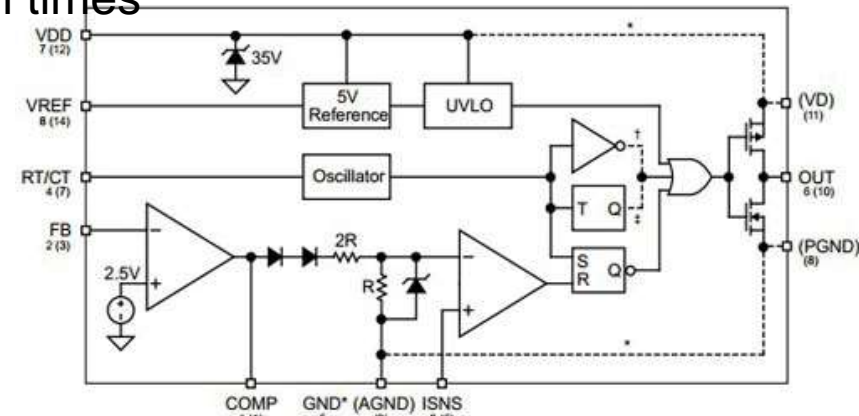 times
VDD
7 (12)
35V
VREF
8 (14)
5V
Reference
UVLO
(VD)
(11)
RT/CT
4 (7)
Oscillator
†
T Q
‡
OUT
6 (10)
FB
2 (3)
2.5V
2R
R
S
R
Q
(PGND)
(8)
*
*
COMP
GND* (AGND)
ISNS